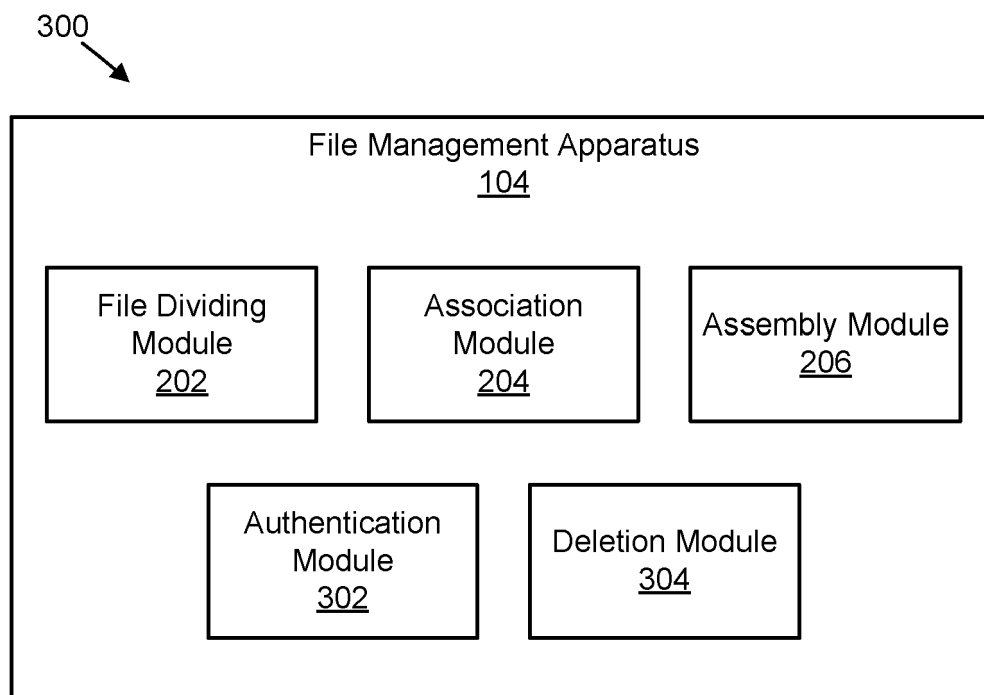 300
File Management Apparatus
104
File Dividing
Module
202
Association
Module
204
Assembly Module
206
Authentication
Module
302
Deletion Module
304